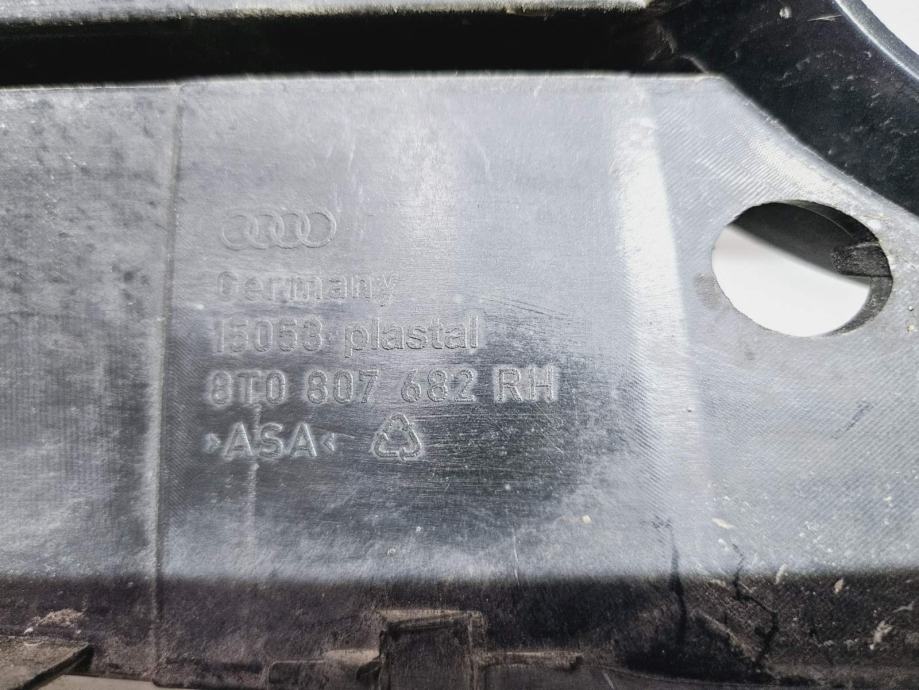 Germany
15058 plastal
8T0 807 682 RH
>ASA<